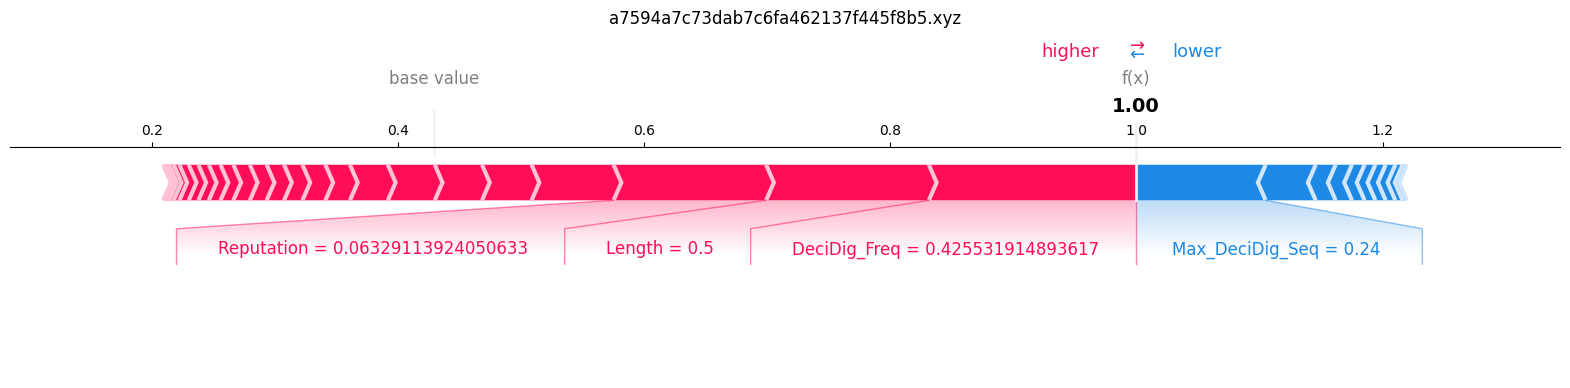 a7594a7c73dab7c6fa462137f445f8b5.xyz
higher ⇄ lower
base value f(x)
1.00
0.2 0.4 0.6 0.8 1 0 1.2
Reputation = 0.06329113924050633 Length = 0.5 DeciDig_Freq = 0.425531914893617 Max_DeciDig_Seq = 0.24